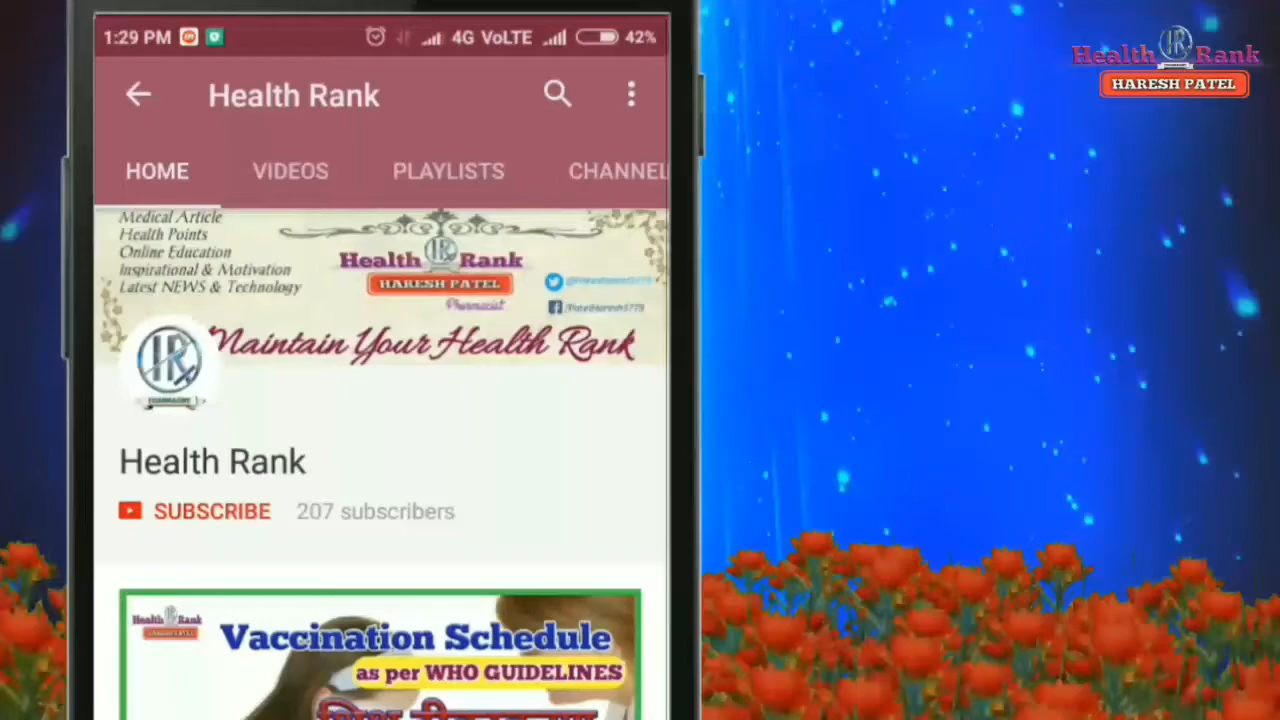 1:29 PM 4G VoLTE 42%
Health Rank
HOME VIDEOS PLAYLISTS CHANNEL
Medical Article
Health Points
Online Education
Inspirational & Motivation
Latest NEWS & Technology
Health Rank
HARESH PATEL
Pharmacist
Maintain Your Health Rank
Health Rank
SUBSCRIBE 207 subscribers
Health Rank
Vaccination Schedule
as per WHO GUIDELINES
Health Rank
HARESH PATEL